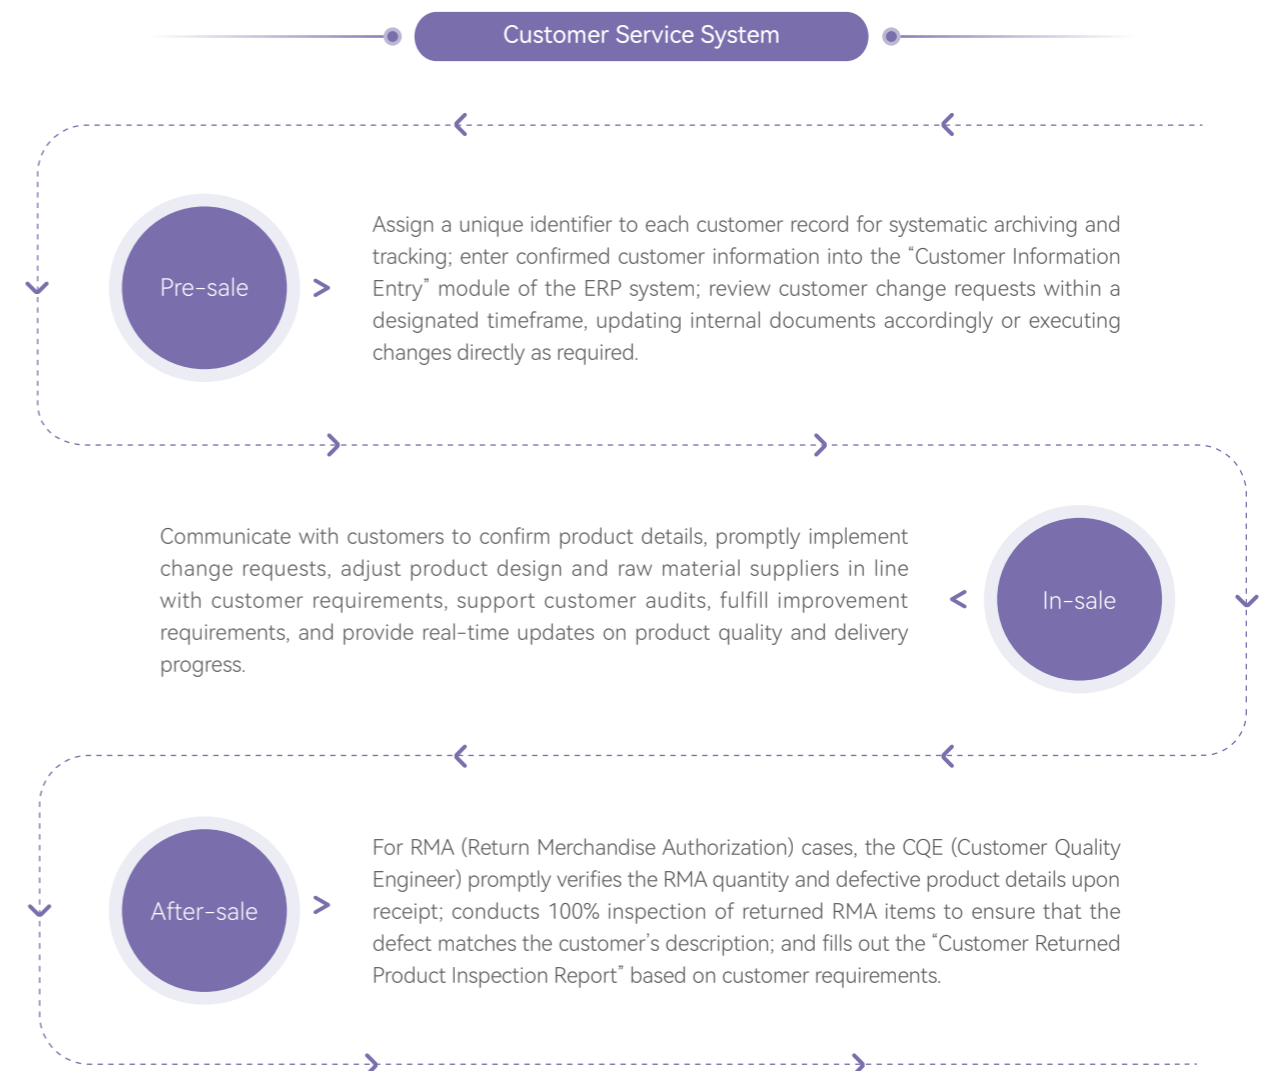 Customer Service System
Pre-sale
Assign a unique identifier to each customer record for systematic archiving and
tracking; enter confirmed customer information into the “Customer Information
Entry” module of the ERP system; review customer change requests within a
designated timeframe, updating internal documents accordingly or executing
changes directly as required.
Communicate with customers to confirm product details, promptly implement
change requests, adjust product design and raw material suppliers in line
with customer requirements, support customer audits, fulfill improvement
requirements, and provide real-time updates on product quality and delivery
progress.
In-sale
After-sale
For RMA (Return Merchandise Authorization) cases, the CQE (Customer Quality
Engineer) promptly verifies the RMA quantity and defective product details upon
receipt; conducts 100% inspection of returned RMA items to ensure that the
defect matches the customer’s description; and fills out the “Customer Returned
Product Inspection Report” based on customer requirements.